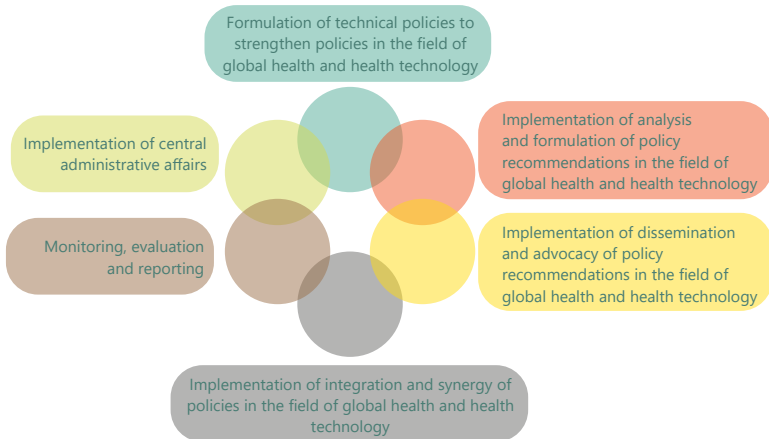 Formulation of technical policies to
strengthen policies in the field of
global health and health technology
Implementation of central
administrative affairs
Implementation of analysis
and formulation of policy
recommendations in the field of
global health and health technology
Monitoring, evaluation
and reporting
Implementation of dissemination
and advocacy of policy
recommendations in the field of
global health and health technology
Implementation of integration and synergy of
policies in the field of global health and health
technology